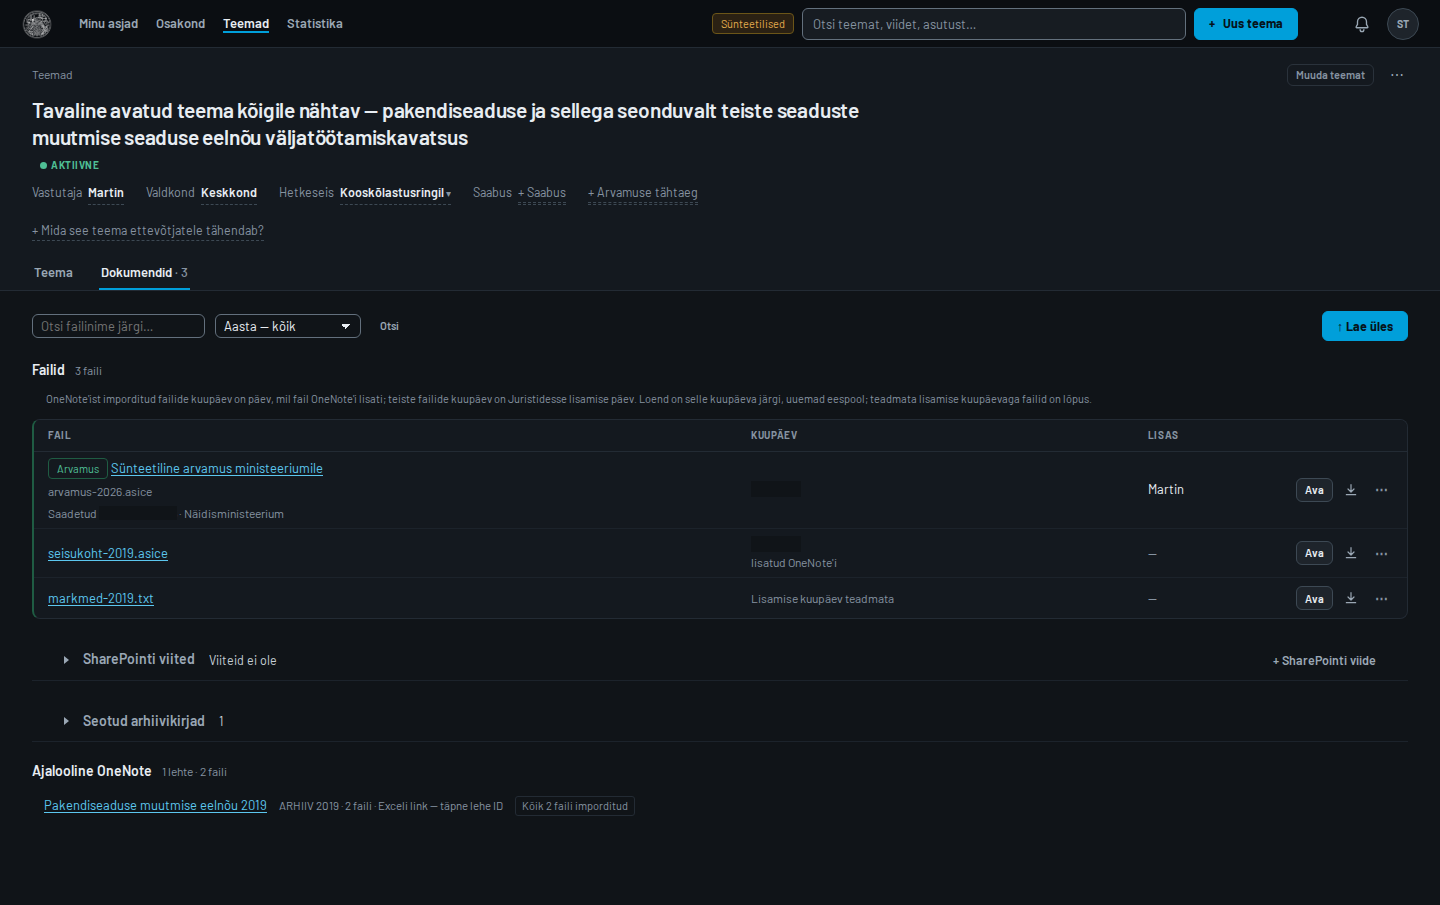 Minu asjad Osakond Teemad Statistika Sünteetilised Otsi teemat, viidet, asutust... + Uus teema ST
Teemad Muuda teemat ···
Tavaline avatud teema kõigile nähtav — pakendiseaduse ja sellega seonduvalt teiste seaduste
muutmise seaduse eelnõu väljatöötamiskavatsus
AKTIIVNE
Vastutaja Martin Valdkond Keskkond Hetkeseis Kooskõlastusringil ▾ Saabus + Saabus + Arvamuse tähtaeg
+ Mida see teema ettevõtjatele tähendab?
Teema Dokumendid · 3
Otsi failinime järgi... Aasta — kõik Otsi ↑ Lae üles
Failid 3 faili
OneNote'ist imporditud failide kuupäev on päev, mil fail OneNote'i lisati; teiste failide kuupäev on Juristidesse lisamise päev. Loend on selle kuupäeva järgi, uuemad eespool; teadmata lisamise kuupäevaga failid on lõpus.
FAIL KUUPÄEV LISAS
Arvamus Sünteetiline arvamus ministeeriumile
arvamus-2026.asice Martin Ava ···
Saadetud · Näidisministeerium
seisukoht-2019.asice — Ava ···
lisatud OneNote'i
markmed-2019.txt Lisamise kuupäev teadmata — Ava ···
SharePointi viited Viiteid ei ole + SharePointi viide
Seotud arhiivikirjad 1
Ajalooline OneNote 1 lehte · 2 faili
Pakendiseaduse muutmise eelnõu 2019 ARHIIV 2019 · 2 faili · Exceli link — täpne lehe ID Kõik 2 faili imporditud